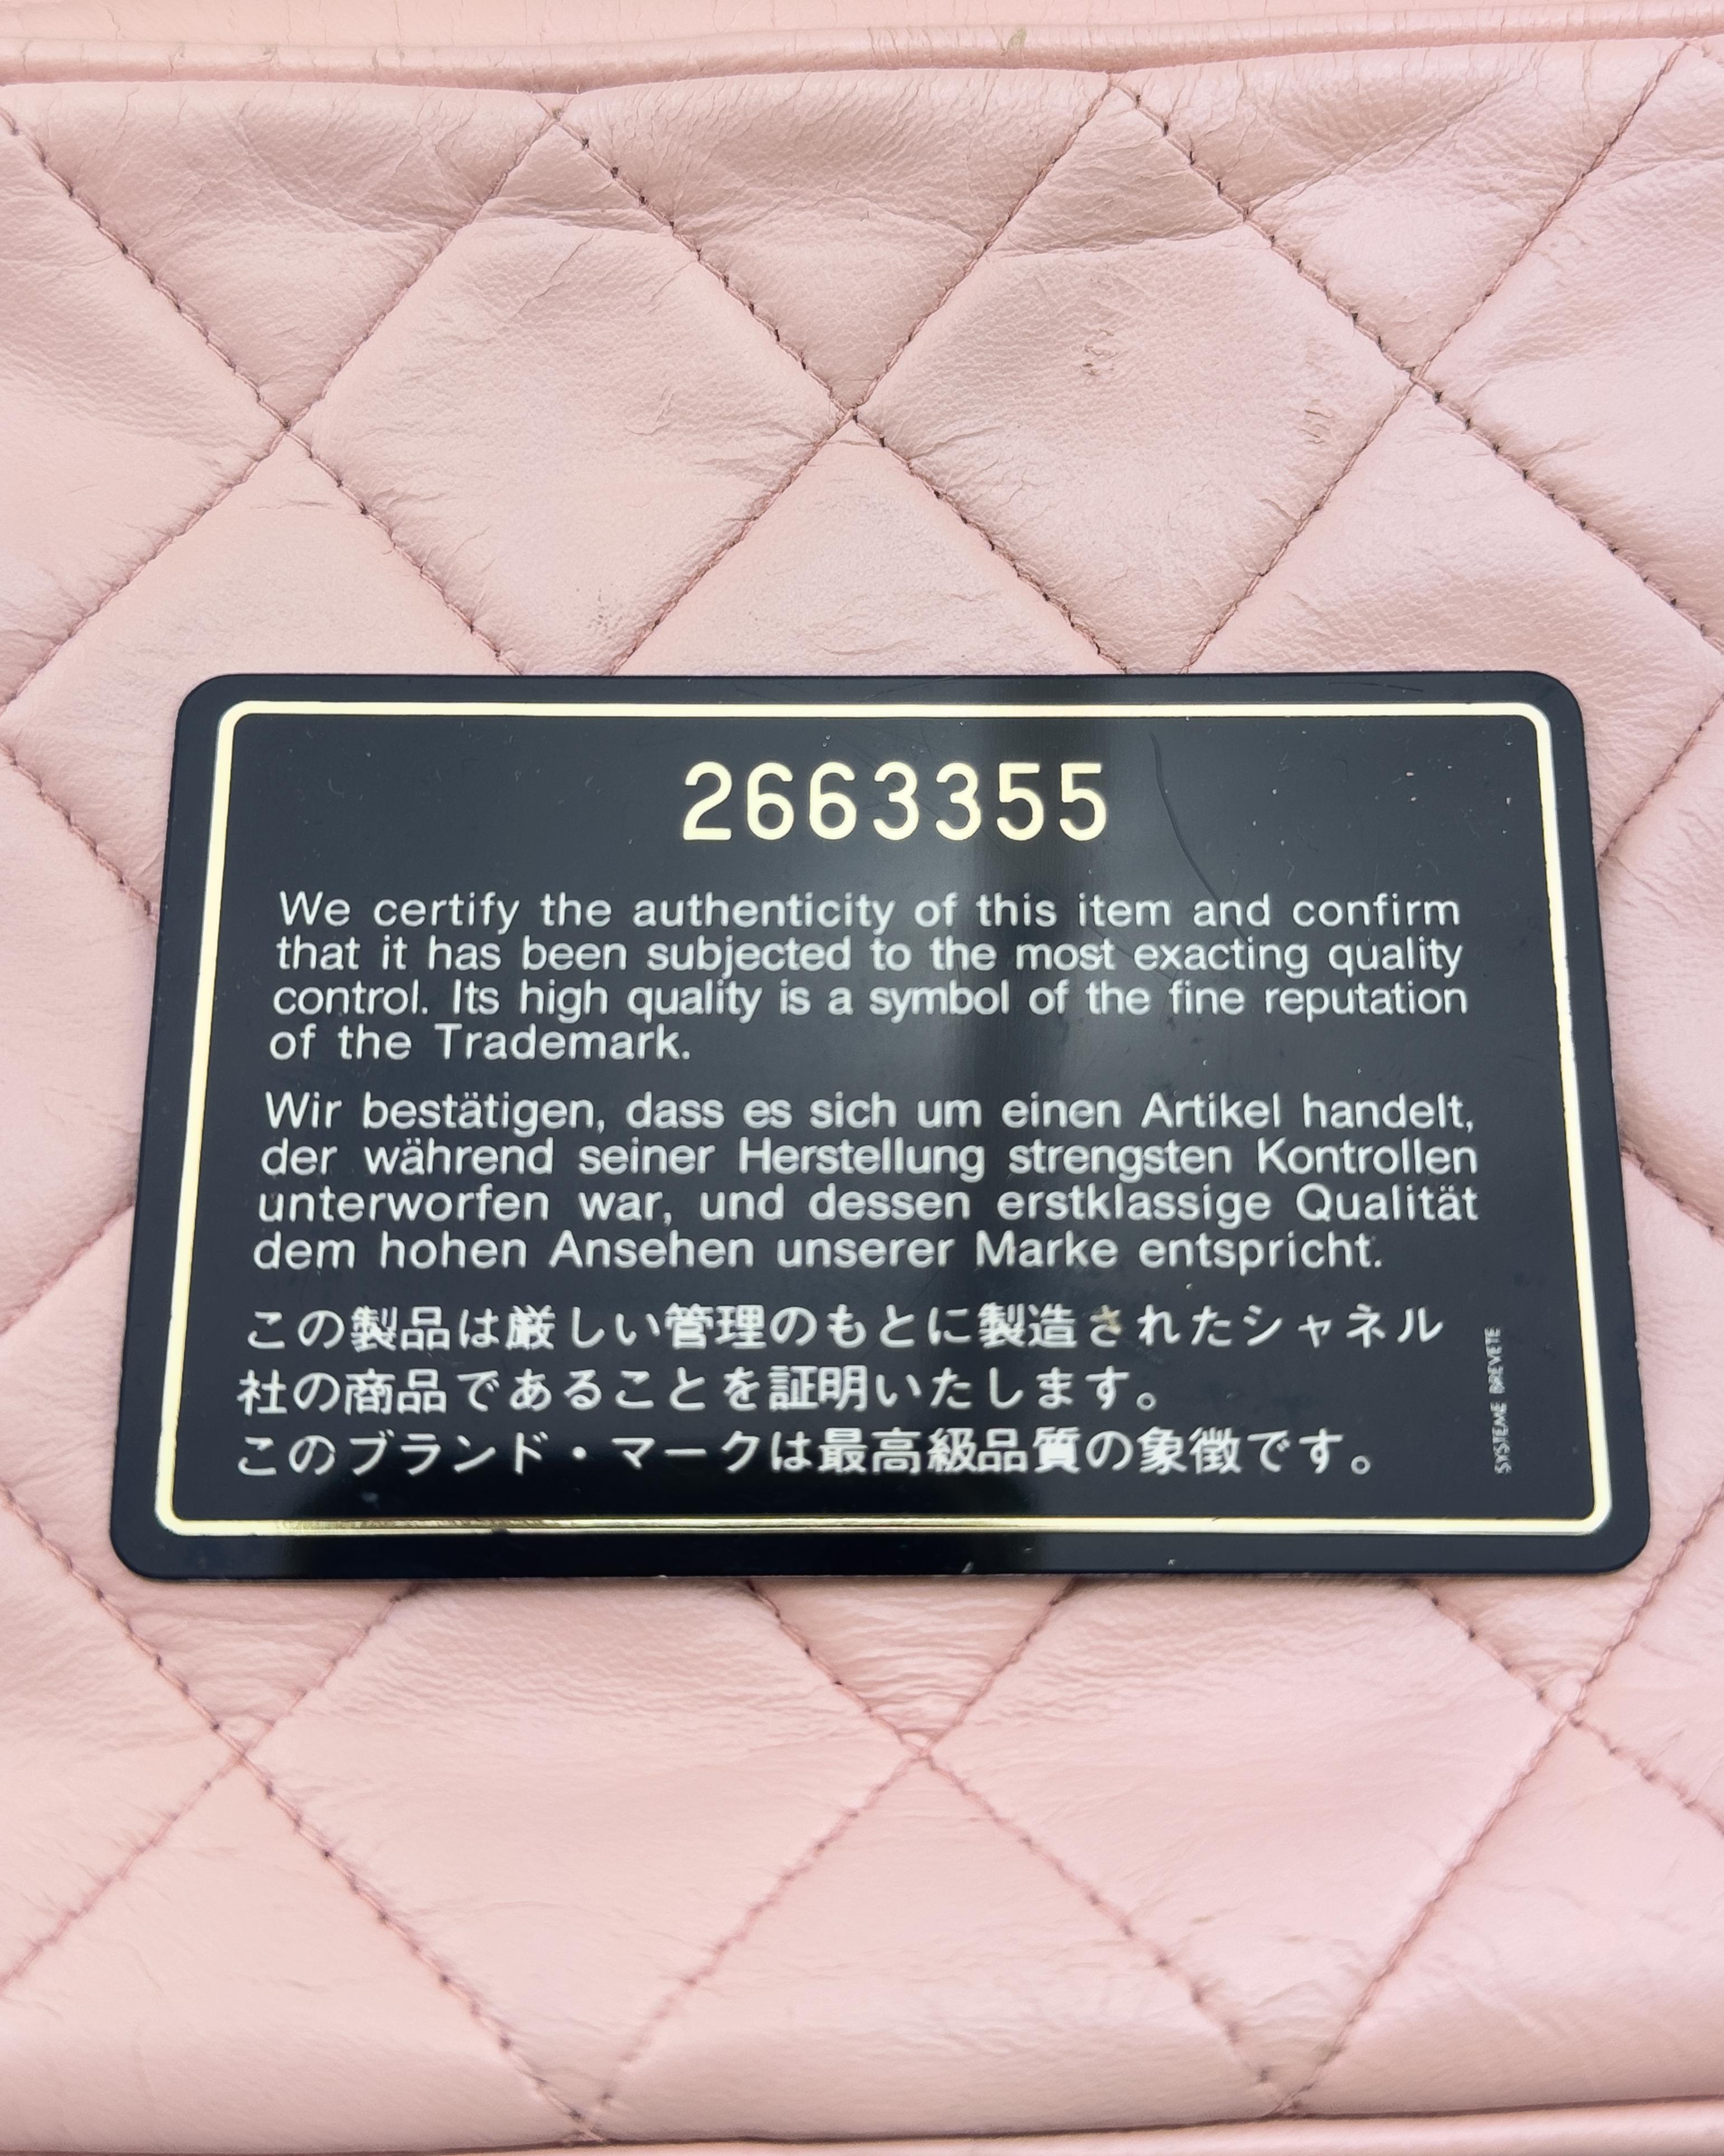 2663355
We certify the authenticity of this item and confirm
that it has been subjected to the most exacting quality
control. Its high quality is a symbol of the fine reputation
of the Trademark.
Wir bestätigen, dass es sich um einen Artikel handelt,
der während seiner Herstellung strengsten Kontrollen
unterworfen war, und dessen erstklassige Qualität
dem hohen Ansehen unserer Marke entspricht.
この製品は厳しい管理のもとに製造されたシャネル
社の商品であることを証明いたします。
このブランド・マークは最高級品質の象徴です。
SYSTEME BREVETE